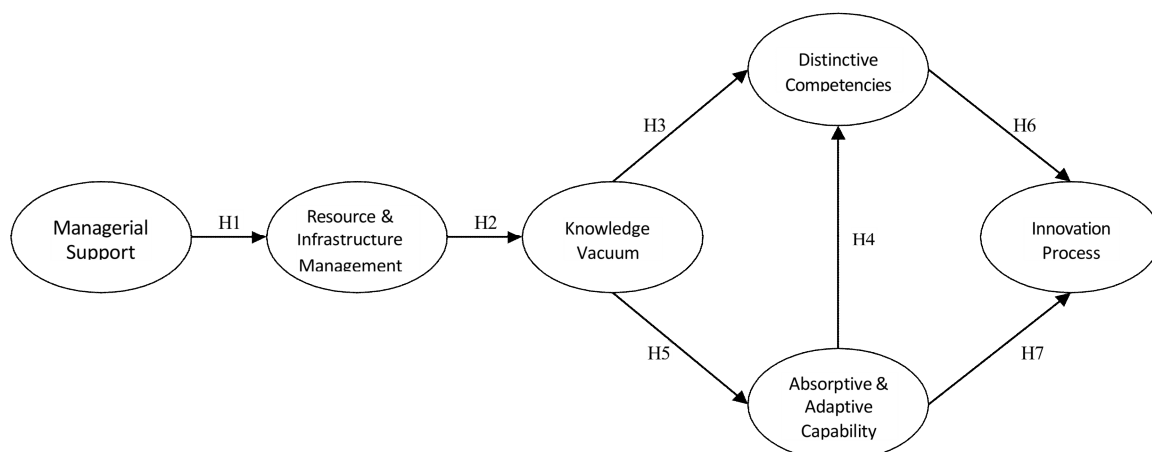 Distinctive
Competencies
H3
H6
Managerial
Support
H1
Resource &
Infrastructure
Management
H2
Knowledge
Vacuum
H4
Innovation
Process
H5
H7
Absorptive &
Adaptive
Capability